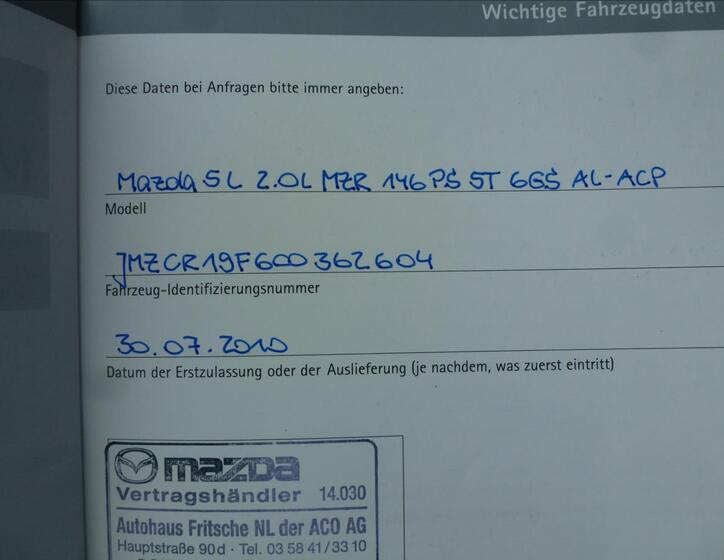 Wichtige Fahrzeugdaten
Diese Daten bei Anfragen bitte immer angeben:
Mazda 5 L 2.0L MZR 146PS 5T 6GS AL-ACP
Modell
JMZCR19F600362604
Fahrzeug-Identifizierungsnummer
30.07.2010
Datum der Erstzulassung oder der Auslieferung (je nachdem, was zuerst eintritt)
mazda
Vertragshändler 14.030
Autohaus Fritsche NL der ACO AG
Hauptstraße 90d · Tel. 03 58 41/33 10